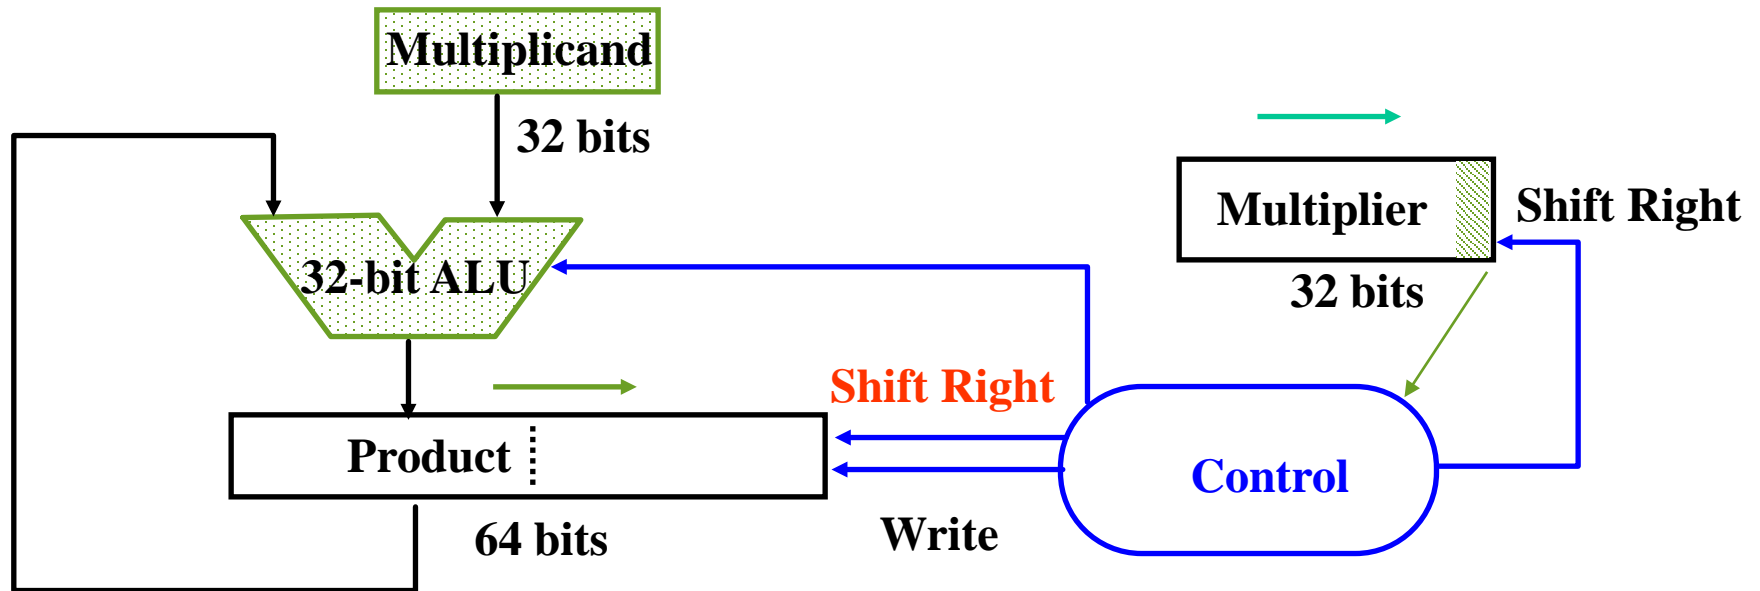 Multiplicand
32 bits
Multiplier
Shift Right
32-bit ALU
32 bits
Shift Right
Product
Control
64 bits
Write